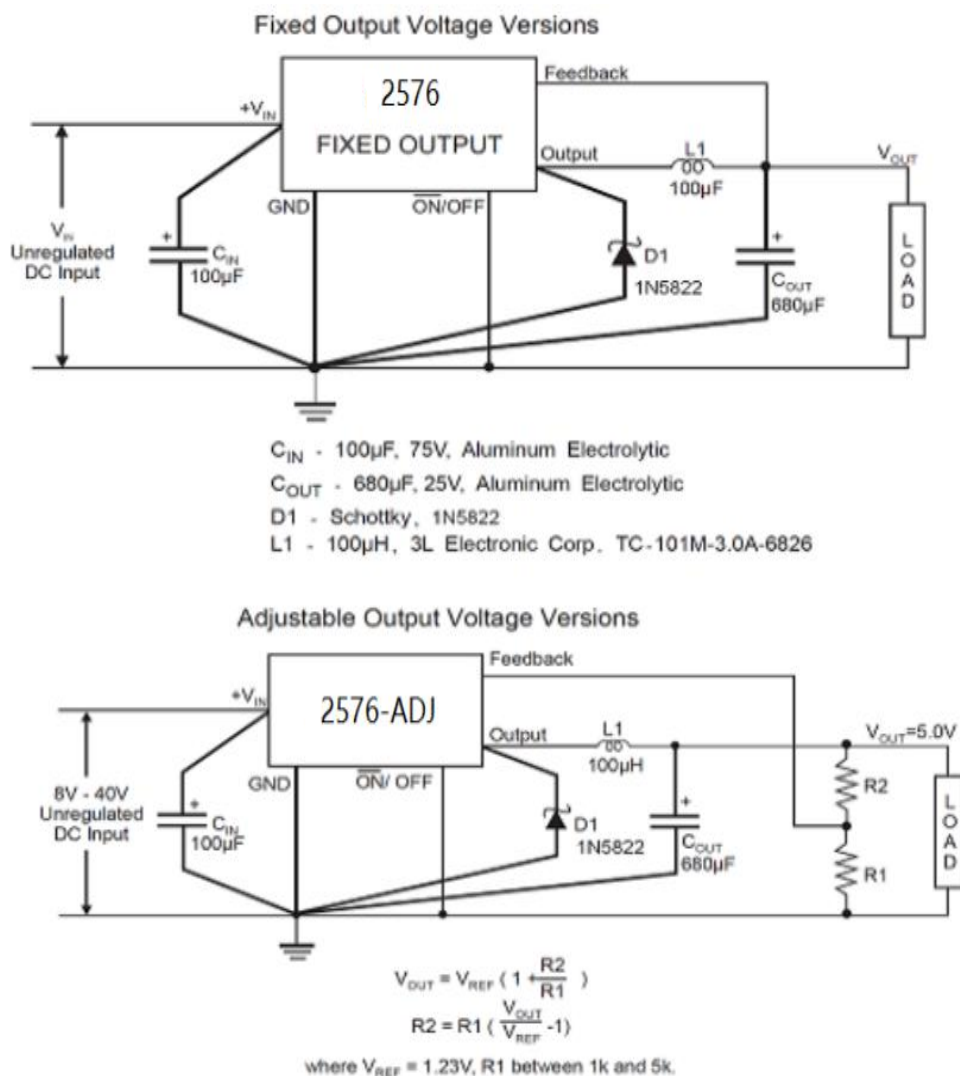 Fixed Output Voltage Versions
2576
FIXED OUTPUT
Feedback
+VIN
Output
L1
100µF
VOUT
GND
ON/OFF
VIN
Unregulated
DC Input
+
CIN
100µF
D1
1N5822
+
COUT
680µF
LOAD
CIN - 100µF, 75V, Aluminum Electrolytic
COUT - 680µF, 25V, Aluminum Electrolytic
D1 - Schottky, 1N5822
L1 - 100µH, 3L Electronic Corp. TC-101M-3.0A-6826
Adjustable Output Voltage Versions
Feedback
+VIN
2576-ADJ
Output
L1
100µH
VOUT=5.0V
GND
ON/ OFF
8V - 40V
Unregulated
DC Input
+
CIN
100µF
D1
1N5822
+
COUT
680µF
R2
R1
LOAD
VOUT = VREF ( 1 + R2/R1 )
R2 = R1 ( VOUT/VREF -1)
where VREF = 1.23V, R1 between 1k and 5k.